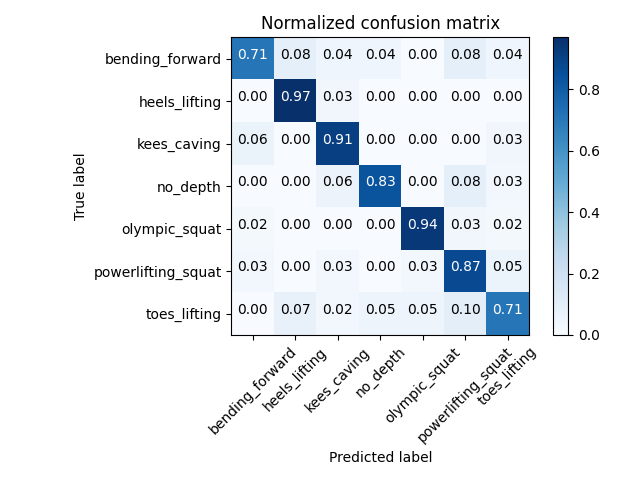 Normalized confusion matrix
True label
bending_forward 0.71 0.08 0.04 0.04 0.00 0.08 0.04
heels_lifting 0.00 0.97 0.03 0.00 0.00 0.00 0.00
kees_caving 0.06 0.00 0.91 0.00 0.00 0.00 0.03
no_depth 0.00 0.00 0.06 0.83 0.00 0.08 0.03
olympic_squat 0.02 0.00 0.00 0.00 0.94 0.03 0.02
powerlifting_squat 0.03 0.00 0.03 0.00 0.03 0.87 0.05
toes_lifting 0.00 0.07 0.02 0.05 0.05 0.10 0.71
bending_forward
heels_lifting
kees_caving
no_depth
olympic_squat
powerlifting_squat
toes_lifting
Predicted label
0.8
0.6
0.4
0.2
0.0